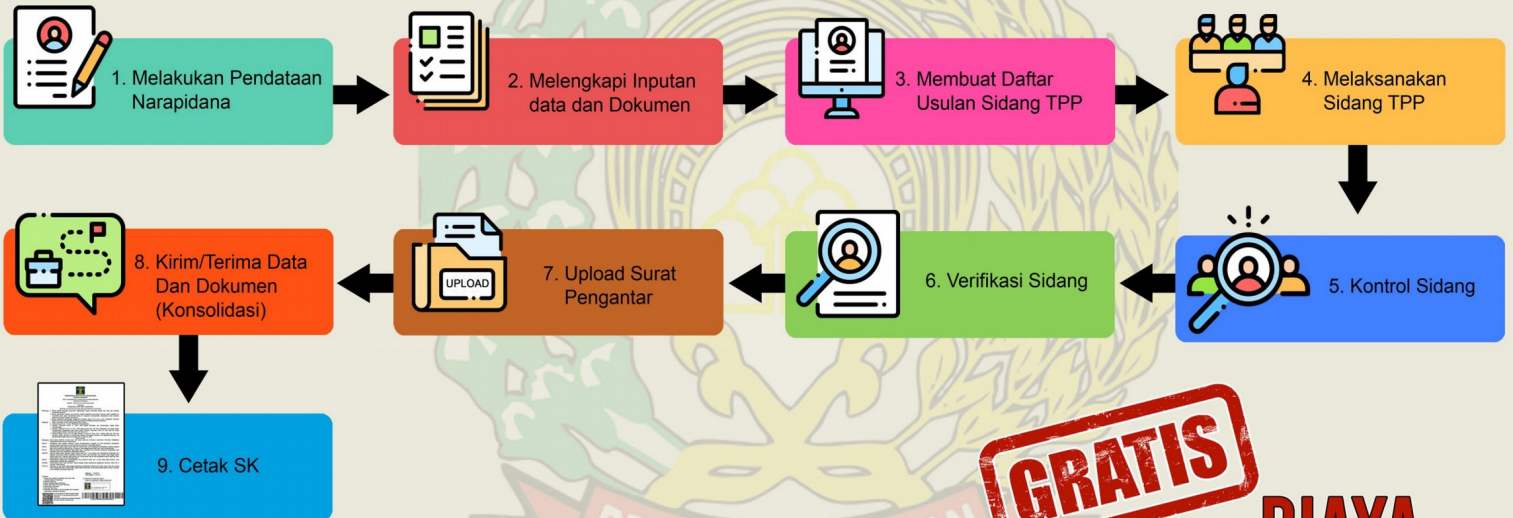 1. Melakukan Pendataan
Narapidana
2. Melengkapi Inputan
data dan Dokumen
3. Membuat Daftar
Usulan Sidang TPP
4. Melaksanakan
Sidang TPP
5. Kontrol Sidang
6. Verifikasi Sidang
UPLOAD
7. Upload Surat
Pengantar
8. Kirim/Terima Data
Dan Dokumen
(Konsolidasi)
9. Cetak SK
GRATIS
BIAYA